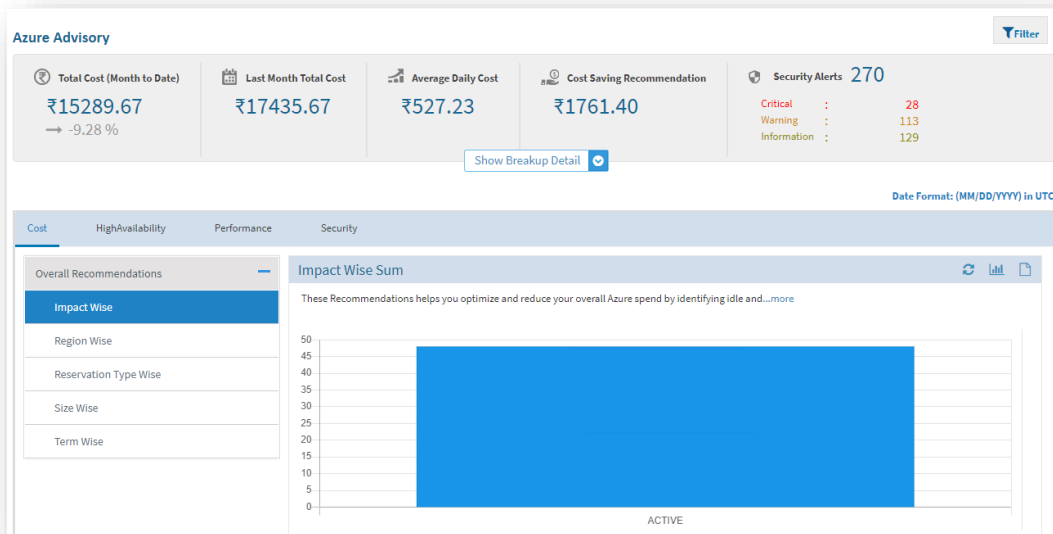 Azure Advisory
Filter
Total Cost (Month to Date)
₹15289.67
-9.28 %
Last Month Total Cost
₹17435.67
Average Daily Cost
₹527.23
Cost Saving Recommendation
₹1761.40
Security Alerts 270
Critical : 28
Warning : 113
Information : 129
Show Breakup Detail
Date Format: (MM/DD/YYYY) in UTC
Cost HighAvailability Performance Security
Overall Recommendations
Impact Wise
Region Wise
Reservation Type Wise
Size Wise
Term Wise
Impact Wise Sum
These Recommendations helps you optimize and reduce your overall Azure spend by identifying idle and...more
50
45
40
35
30
25
20
15
10
5
0
ACTIVE